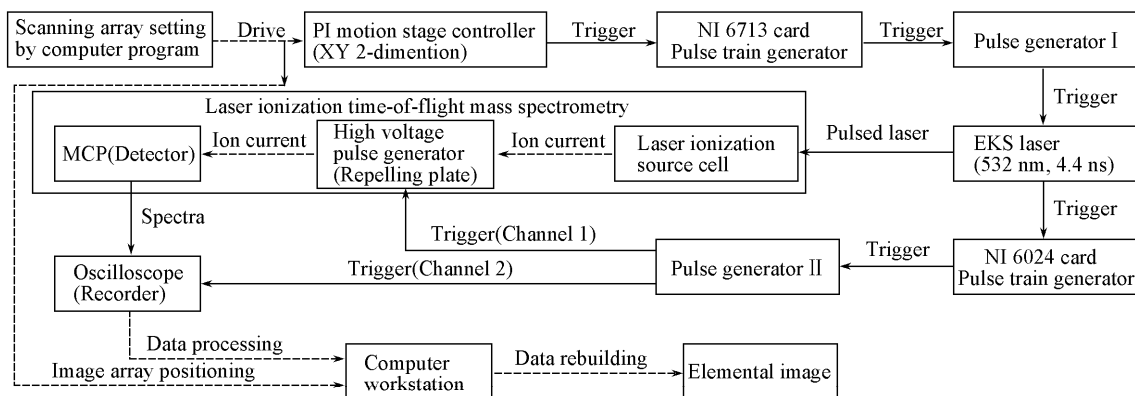 Scanning array setting
by computer program
Drive
PI motion stage controller
(XY 2-dimention)
Trigger
NI 6713 card
Pulse train generator
Trigger
Pulse generator I
Trigger
Laser ionization time-of-flight mass spectrometry
MCP(Detector)
Ion current
High voltage
pulse generator
(Repelling plate)
Ion current
Laser ionization
source cell
Pulsed laser
EKS laser
(532 nm, 4.4 ns)
Spectra
Trigger
Trigger(Channel 1)
Oscilloscope
(Recorder)
Trigger(Channel 2)
Pulse generator II
Trigger
NI 6024 card
Pulse train generator
Data processing
Image array positioning
Computer
workstation
Data rebuilding
Elemental image